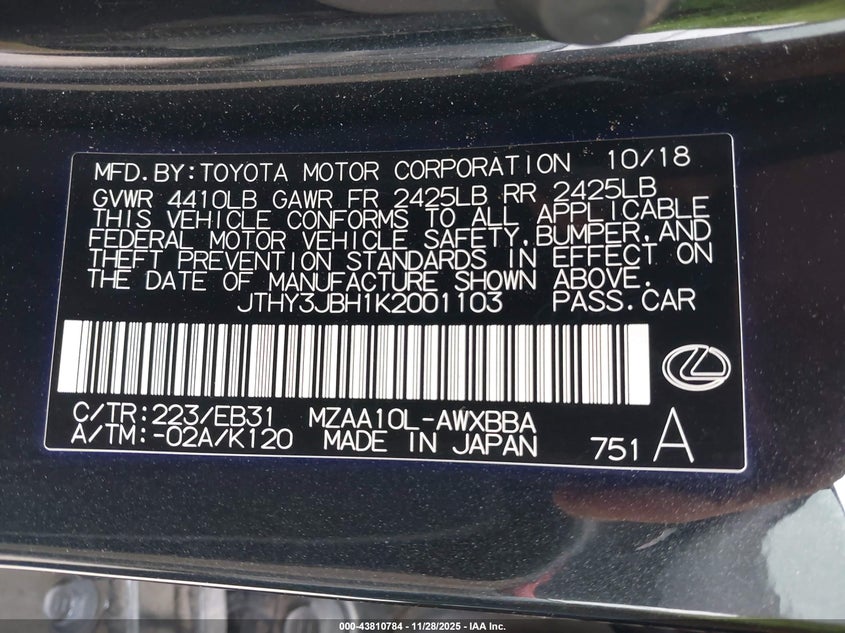 MFD. BY: TOYOTA MOTOR CORPORATION 10/18
GVWR 4410LB GAWR FR 2425LB RR 2425LB
THIS VEHICLE CONFORMS TO ALL APPLICABLE
FEDERAL MOTOR VEHICLE SAFETY, BUMPER, AND
THEFT PREVENTION STANDARDS IN EFFECT ON
THE DATE OF MANUFACTURE SHOWN ABOVE.
JTHY3JBH1K2001103 PASS. CAR
C/TR: 223/EB31 MZAA10L-AWXBBA
A/TM: -02A/K120 MADE IN JAPAN 751 A
000-43810784 - 11/28/2025 - IAA Inc.